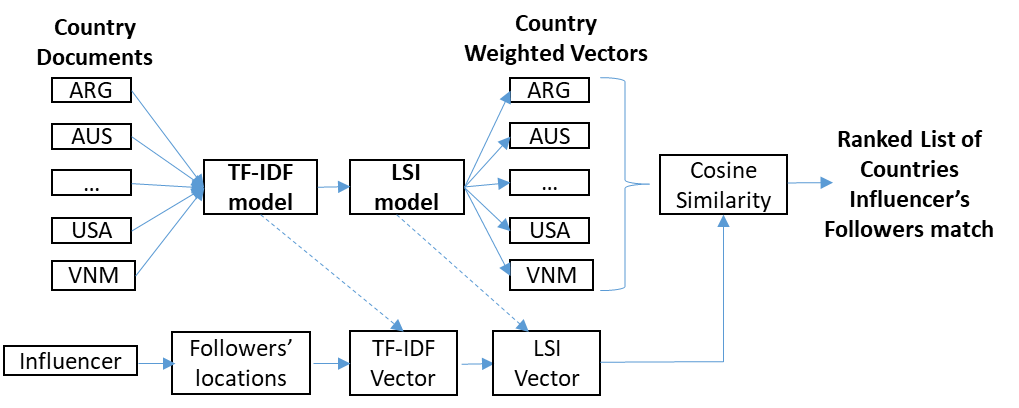 Country
Documents
ARG
AUS
...
USA
VNM
TF-IDF
model
LSI
model
Country
Weighted Vectors
ARG
AUS
...
USA
VNM
Cosine
Similarity
Ranked List of
Countries
Influencer’s
Followers match
Influencer
Followers’
locations
TF-IDF
Vector
LSI
Vector